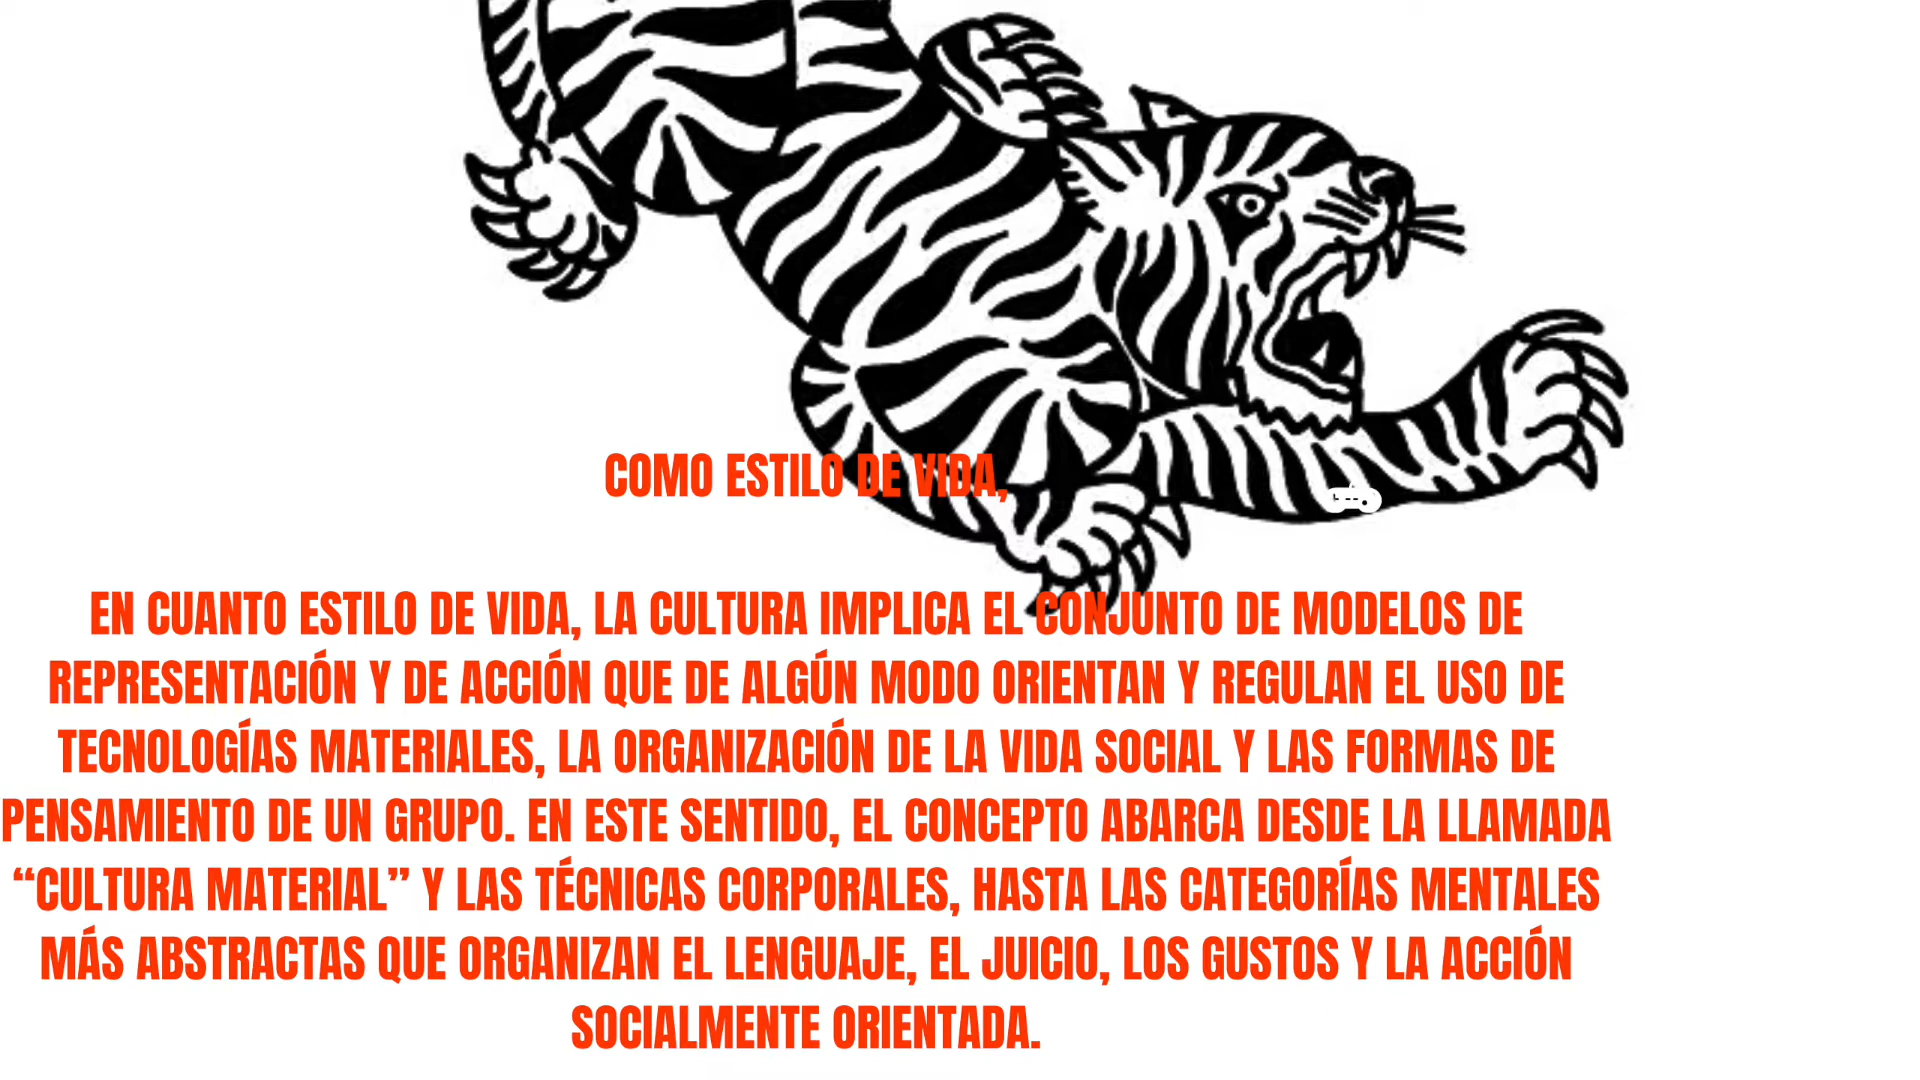 COMO ESTILO DE VIDA,
EN CUANTO ESTILO DE VIDA, LA CULTURA IMPLICA EL CONJUNTO DE MODELOS DE
REPRESENTACIÓN Y DE ACCIÓN QUE DE ALGÚN MODO ORIENTAN Y REGULAN EL USO DE
TECNOLOGÍAS MATERIALES, LA ORGANIZACIÓN DE LA VIDA SOCIAL Y LAS FORMAS DE
PENSAMIENTO DE UN GRUPO. EN ESTE SENTIDO, EL CONCEPTO ABARCA DESDE LA LLAMADA
“CULTURA MATERIAL” Y LAS TÉCNICAS CORPORALES, HASTA LAS CATEGORÍAS MENTALES
MÁS ABSTRACTAS QUE ORGANIZAN EL LENGUAJE, EL JUICIO, LOS GUSTOS Y LA ACCIÓN
SOCIALMENTE ORIENTADA.